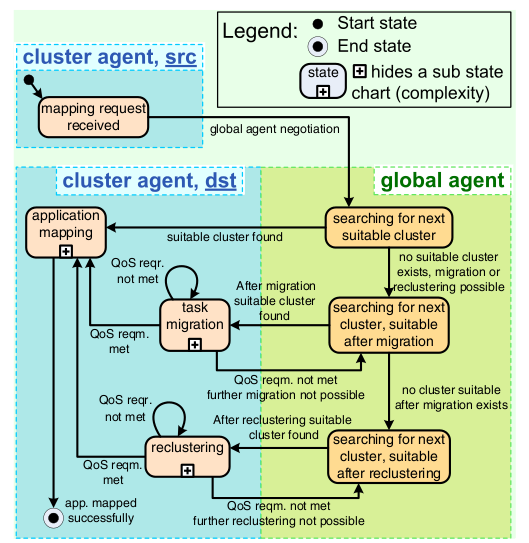 Legend:
Start state
End state
state
hides a sub state
chart (complexity)
cluster agent, src
mapping request
received
global agent negotiation
cluster agent, dst
global agent
application
mapping
searching for next
suitable cluster
suitable cluster found
no suitable cluster
exists, migration or
reclustering possible
QoS reqr.
not met
After migration
suitable cluster
found
task
migration
searching for next
cluster, suitable
after migration
QoS reqm.
met
QoS reqm. not met
further migration not possible
no cluster suitable
after migration exists
QoS reqr.
not met
After reclustering suitable
cluster found
reclustering
searching for next
cluster, suitable
after reclustering
QoS reqm.
met
QoS reqm. not met
further reclustering not possible
app. mapped
successfully